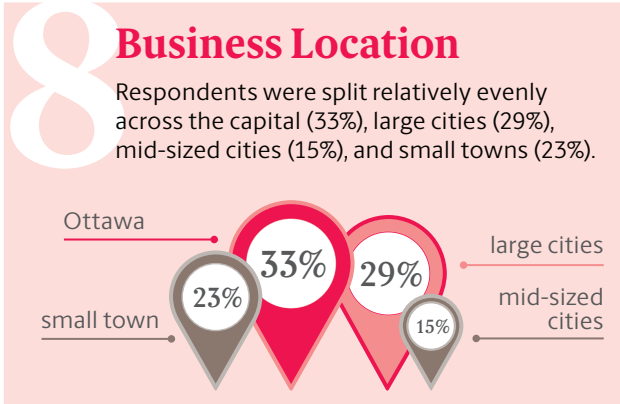 8
Business Location
Respondents were split relatively evenly
across the capital (33%), large cities (29%),
mid-sized cities (15%), and small towns (23%).
Ottawa
33%
29%
large cities
23%
small town
15%
mid-sized
cities